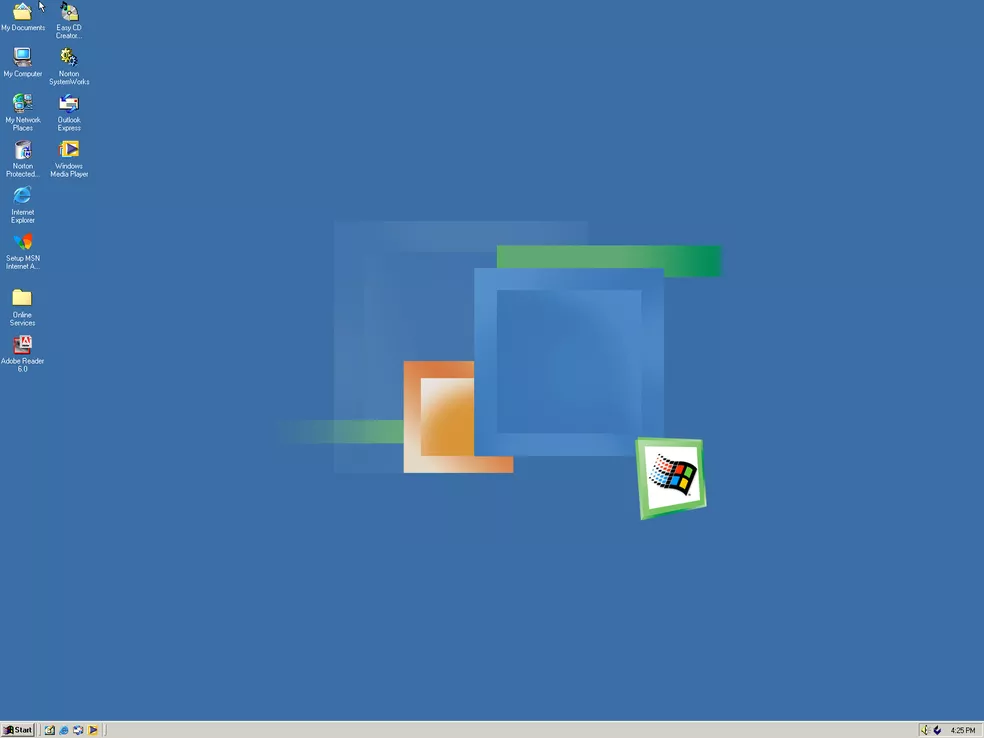 My Documents
Easy CD
Creator...
My Computer
Norton
SystemWorks
My Network
Places
Outlook
Express
Norton
Protected...
Windows
Media Player
Internet
Explorer
Setup MSN
Internet A...
Online
Services
Adobe Reader
6.0
Start
4:25 PM